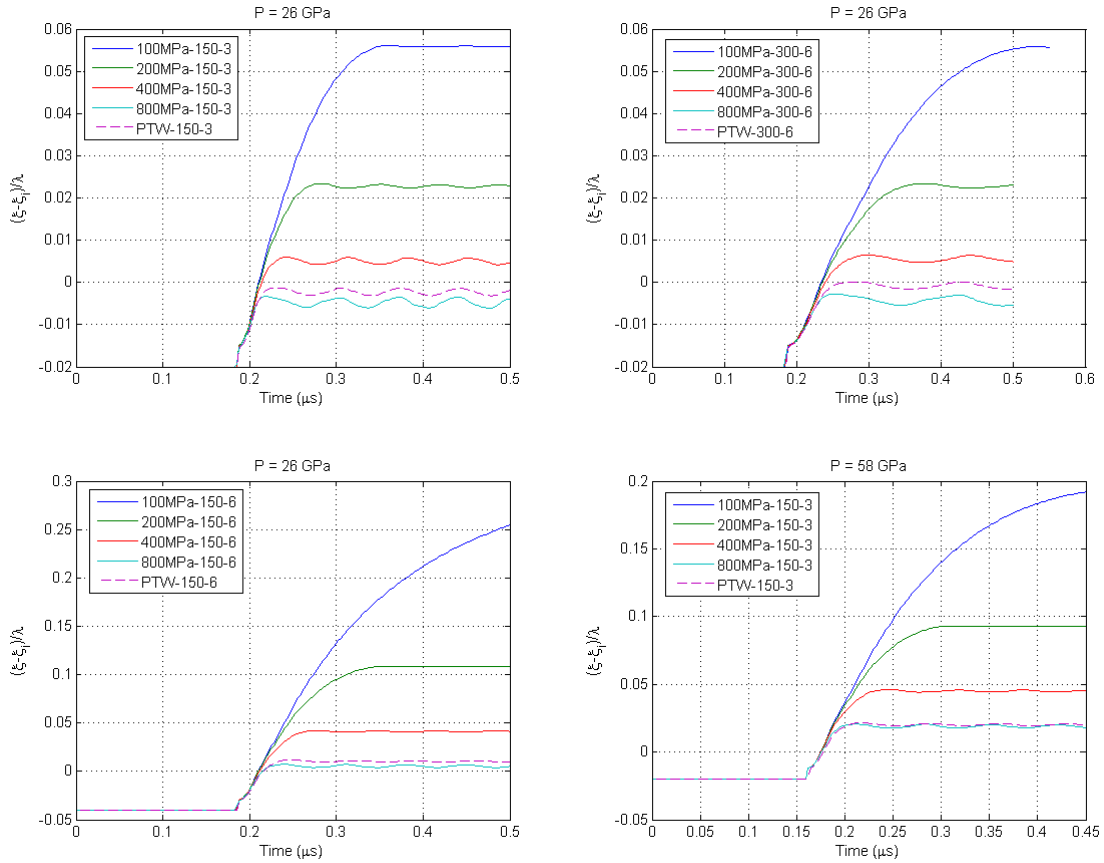 P = 26 GPa
0.06
0.05
0.04
0.03
0.02
0.01
0
-0.01
-0.02
(ξ-ξi)/λ
100MPa-150-3
200MPa-150-3
400MPa-150-3
800MPa-150-3
PTW-150-3
0 0.1 0.2 0.3 0.4 0.5
Time (μs)
P = 26 GPa
0.06
0.05
0.04
0.03
0.02
0.01
0
-0.01
-0.02
(ξ-ξi)/λ
100MPa-300-6
200MPa-300-6
400MPa-300-6
800MPa-300-6
PTW-300-6
0 0.1 0.2 0.3 0.4 0.5 0.6
Time (μs)
P = 26 GPa
0.3
0.25
0.2
0.15
0.1
0.05
0
-0.05
(ξ-ξi)/λ
100MPa-150-6
200MPa-150-6
400MPa-150-6
800MPa-150-6
PTW-150-6
0 0.1 0.2 0.3 0.4 0.5
Time (μs)
P = 58 GPa
0.2
0.15
0.1
0.05
0
-0.05
(ξ-ξi)/λ
100MPa-150-3
200MPa-150-3
400MPa-150-3
800MPa-150-3
PTW-150-3
0 0.05 0.1 0.15 0.2 0.25 0.3 0.35 0.4 0.45
Time (μs)